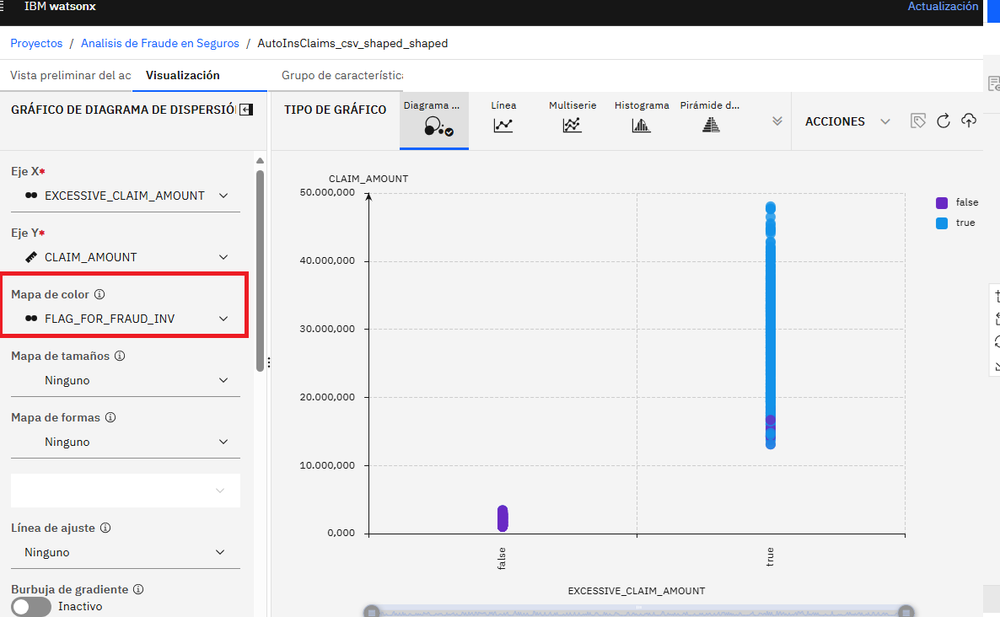 IBM watsonx
Actualización
Proyectos / Analisis de Fraude en Seguros / AutoInsClaims_csv_shaped_shaped
Vista preliminar del ac
Visualización
Grupo de característica
GRÁFICO DE DIAGRAMA DE DISPERSIÓ
TIPO DE GRÁFICO
Diagrama ...
Línea
Multiserie
Histograma
Pirámide d...
ACCIONES
Eje X*
EXCESSIVE_CLAIM_AMOUNT
Eje Y*
CLAIM_AMOUNT
Mapa de color
FLAG_FOR_FRAUD_INV
Mapa de tamaños
Ninguno
Mapa de formas
Ninguno
Línea de ajuste
Ninguno
Burbuja de gradiente
Inactivo
CLAIM_AMOUNT
50.000,000
40.000,000
30.000,000
20.000,000
10.000,000
0,000
false
true
EXCESSIVE_CLAIM_AMOUNT
false
true